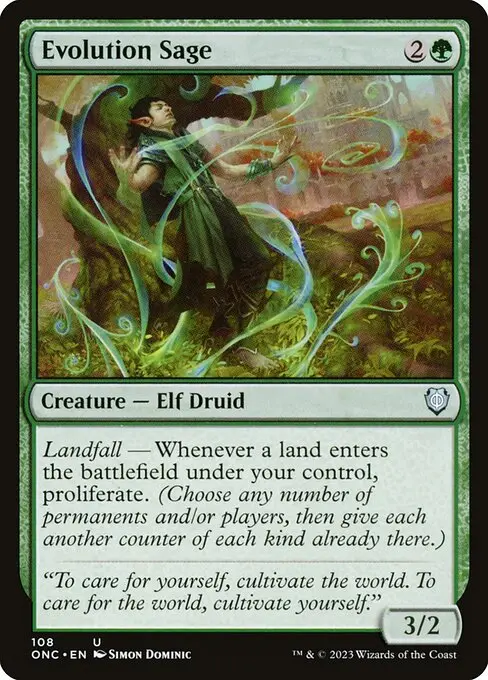 Evolution Sage 2
Creature — Elf Druid
Landfall — Whenever a land enters
the battlefield under your control,
proliferate. (Choose any number of
permanents and/or players, then give each
another counter of each kind already there.)
“To care for yourself, cultivate the world. To
care for the world, cultivate yourself.”
3/2
108 U
ONC • EN Simon Dominic ™ & © 2023 Wizards of the Coast